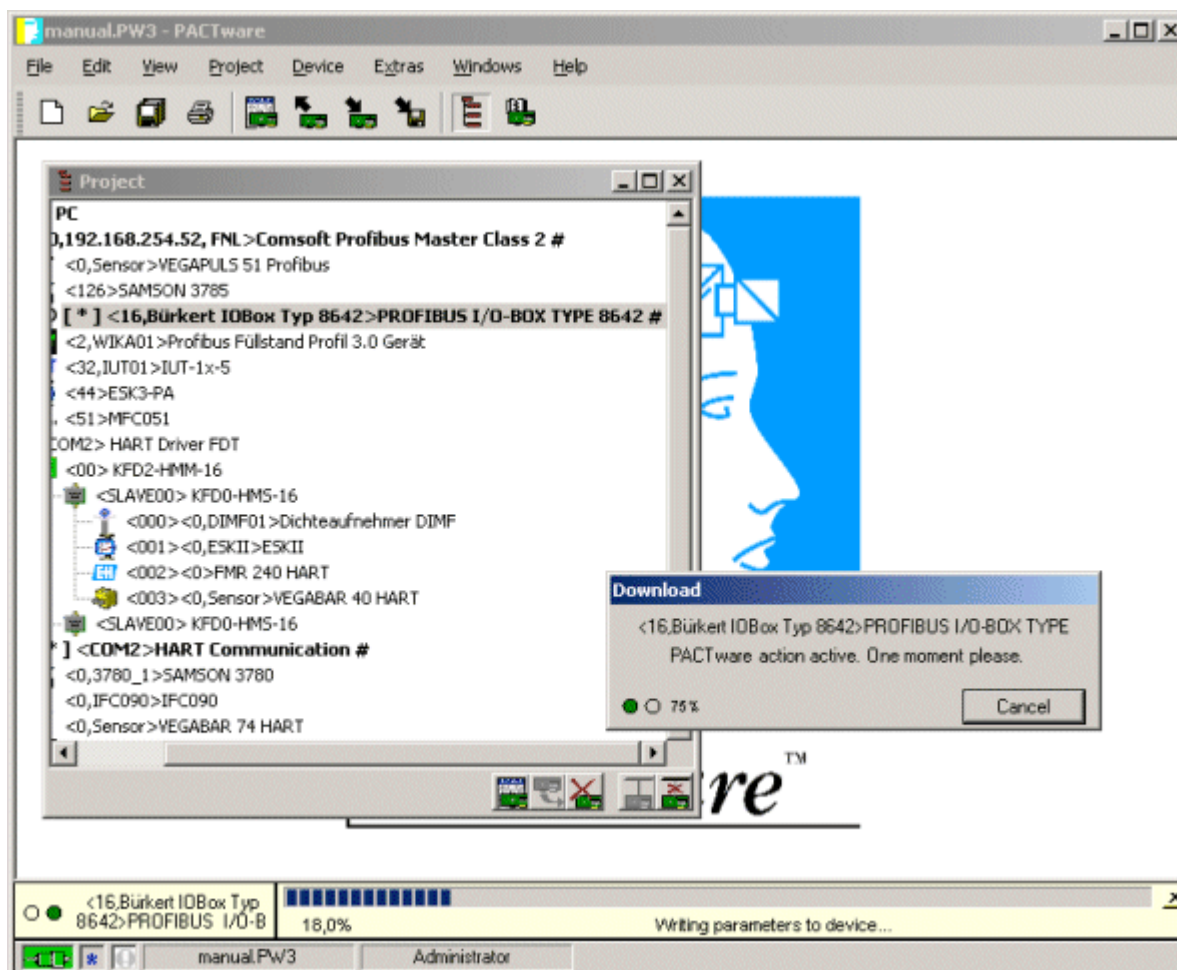 manual.PW3 - PACTware
File Edit View Project Device Extras Windows Help
Project
PC
0,192.168.254.52, FNL>Comsoft Profibus Master Class 2 #
<0,Sensor>VEGAPULS 51 Profibus
<126>SAMSON 3785
[ * ] <16,Bürkert IOBox Typ 8642>PROFIBUS I/O-BOX TYPE 8642 #
<2,WIKA01>Profibus Füllstand Profil 3.0 Gerät
<32,IUT01>IUT-1x-5
<44>ESK3-PA
<51>MFC051
COM2> HART Driver FDT
<00> KFD2-HMM-16
<SLAVE00> KFD0-HMS-16
<000><0,DIMF01>Dichteaufnehmer DIMF
<001><0,ESKII>ESKII
EH <002><0>FMR 240 HART
<003><0,Sensor>VEGABAR 40 HART
<SLAVE00> KFD0-HMS-16
* ] <COM2>HART Communication #
<0,3780_1>SAMSON 3780
<0,IFC090>IFC090
<0,Sensor>VEGABAR 74 HART
Download
<16,Bürkert IOBox Typ 8642>PROFIBUS I/O-BOX TYPE
PACTware action active. One moment please.
75%
Cancel
are™
<16,Bürkert IOBox Typ
8642>PROFIBUS I/O-B
18,0%
Writing parameters to device...
manual.PW3
Administrator